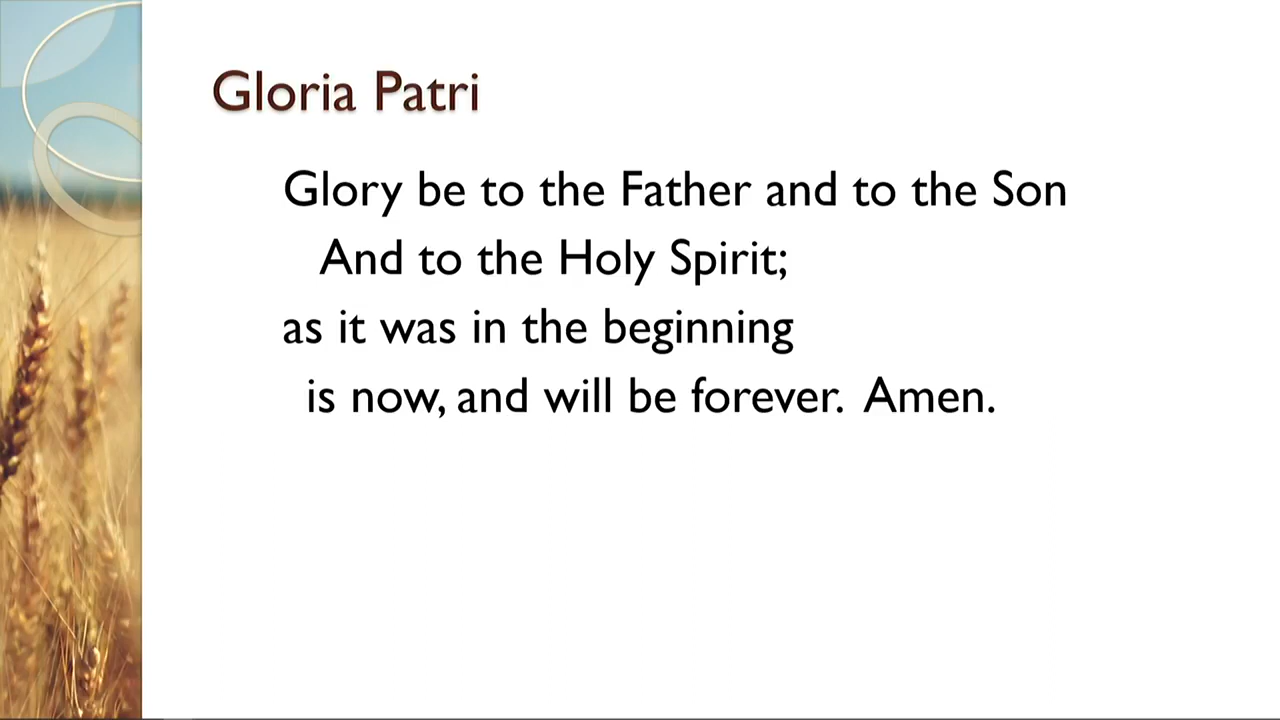 Gloria Patri
Glory be to the Father and to the Son
And to the Holy Spirit;
as it was in the beginning
is now, and will be forever.  Amen.